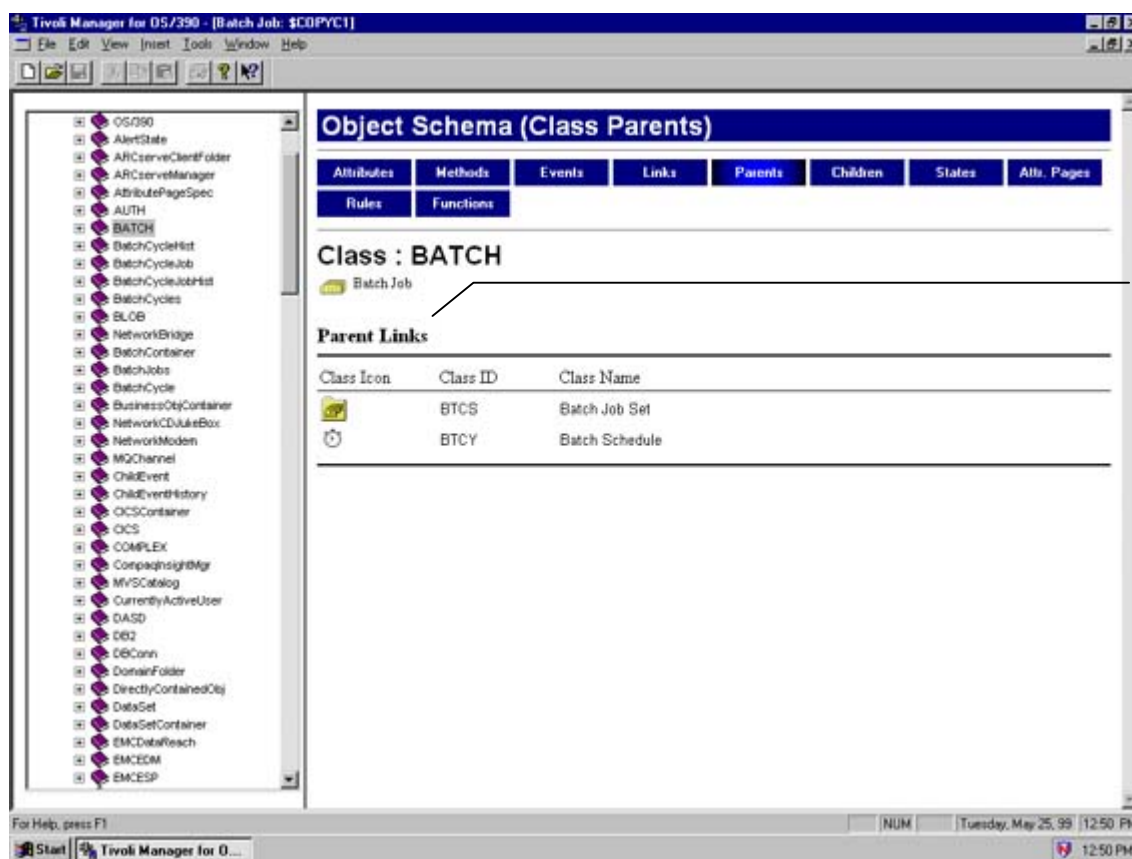 Tivoli Manager for OS/390 - [Batch Job: $COPYC1]
File Edit View Insert Tools Window Help
OS/390
AlertState
ARCserveClientFolder
ARCserveManager
AttributePageSpec
AUTH
BATCH
BatchCycleHist
BatchCycleJob
BatchCycleJobHist
BatchCycles
BLOB
NetworkBridge
BatchContainer
BatchJobs
BatchCycle
BusinessObjContainer
NetworkCDJukeBox
NetworkModem
MQChannel
ChildEvent
ChildEventHistory
CICSContainer
CICS
COMPLEX
CompaqInsightMgr
MVSCatalog
CurrentlyActiveUser
DASD
DB2
DBConn
DomainFolder
DirectlyContainedObj
DataSet
DataSetContainer
EMCDataReach
EMCEDM
EMCESP
Object Schema (Class Parents)
Attributes Methods Events Links Parents Children States Attr. Pages
Rules Functions
Class : BATCH
Batch Job
Parent Links
Class Icon Class ID Class Name
BTCS Batch Job Set
BTCY Batch Schedule
For Help, press F1 NUM Tuesday, May 25, 99 12:50 PM
Start Tivoli Manager for O... 12:50 PM